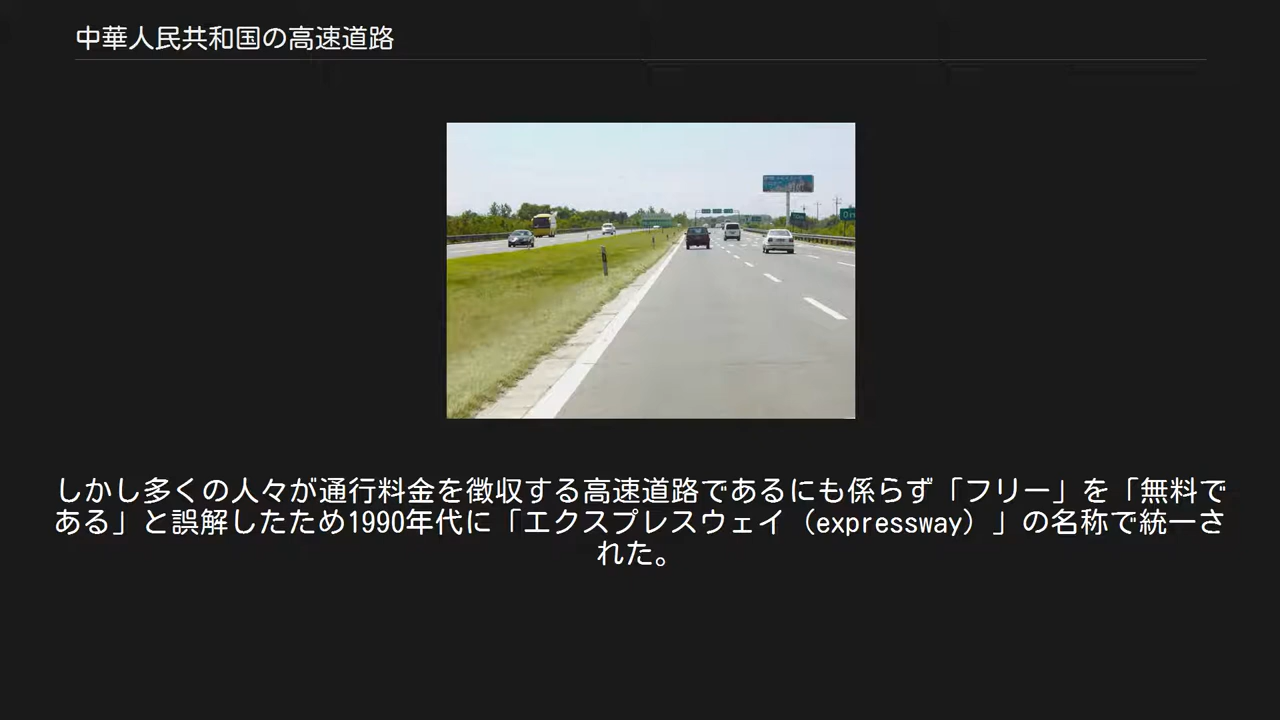 中華人民共和国の高速道路
しかし多くの人々が通行料金を徴収する高速道路であるにも係らず「フリー」を「無料で
ある」と誤解したため1990年代に「エクスプレスウェイ（expressway）」の名称で統一さ
れた。